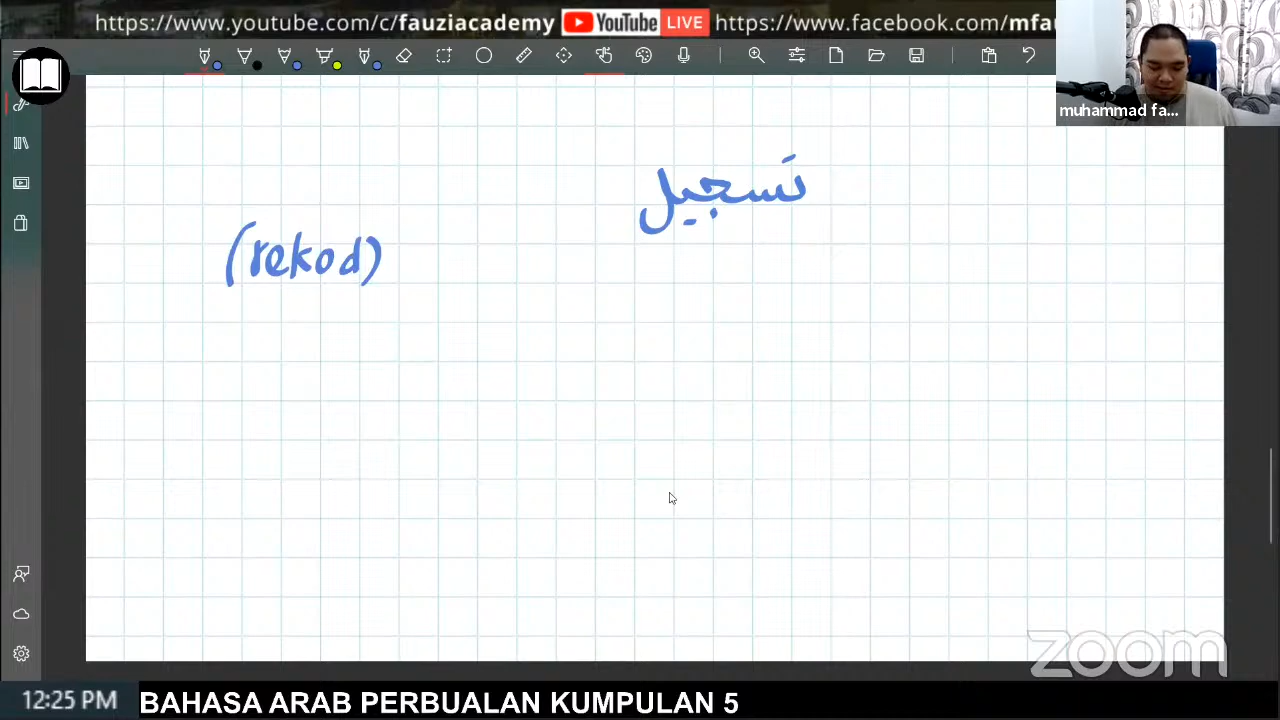 https://www.youtube.com/c/fauziacademy YouTube LIVE https://www.facebook.com/mfau
muhammad fa...
تسجيل
(rekod)
zoom
12:25 PM BAHASA ARAB PERBUALAN KUMPULAN 5